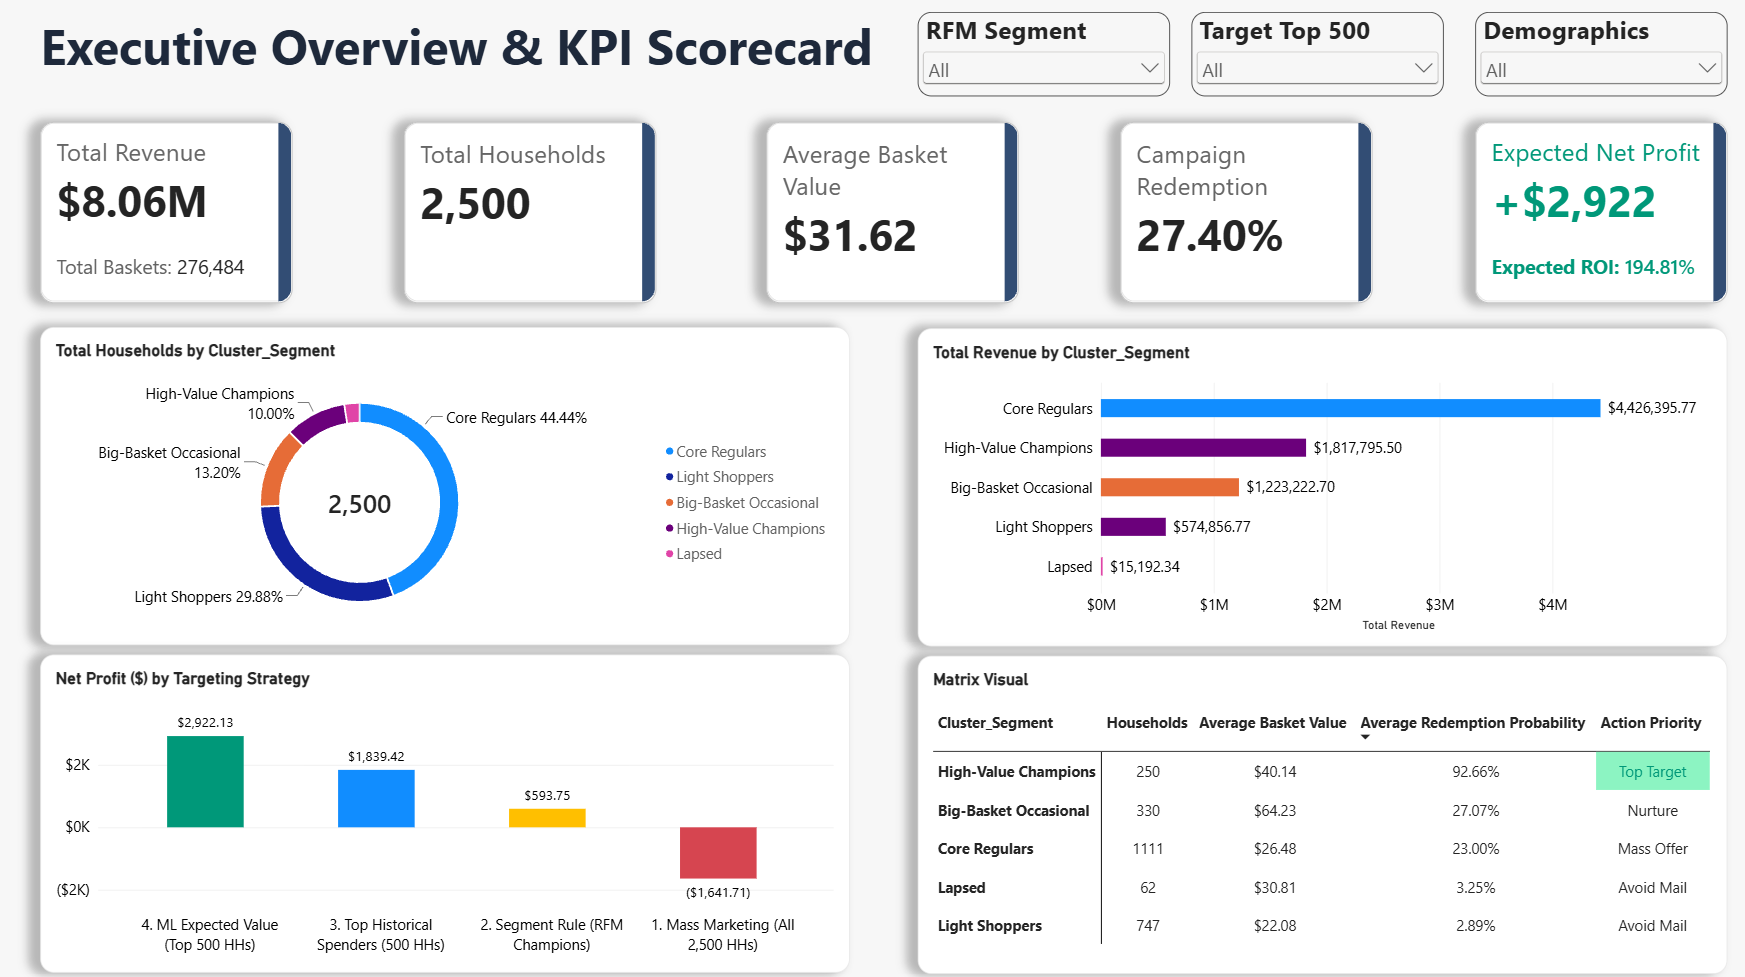 Executive Overview & KPI Scorecard
RFM Segment
All
Target Top 500
All
Demographics
All
Total Revenue
$8.06M
Total Baskets: 276,484
Total Households
2,500
Average Basket
Value
$31.62
Campaign
Redemption
27.40%
Expected Net Profit
+$2,922
Expected ROI: 194.81%
Total Households by Cluster_Segment
High-Value Champions
10.00%
Core Regulars 44.44%
Big-Basket Occasional
13.20%
2,500
Light Shoppers 29.88%
Core Regulars
Light Shoppers
Big-Basket Occasional
High-Value Champions
Lapsed
Total Revenue by Cluster_Segment
Core Regulars $4,426,395.77
High-Value Champions $1,817,795.50
Big-Basket Occasional $1,223,222.70
Light Shoppers $574,856.77
Lapsed $15,192.34
$0M $1M $2M $3M $4M
Total Revenue
Net Profit ($) by Targeting Strategy
$2,922.13
$1,839.42
$593.75
($1,641.71)
$2K
$0K
($2K)
4. ML Expected Value
(Top 500 HHs)
3. Top Historical
Spenders (500 HHs)
2. Segment Rule (RFM
Champions)
1. Mass Marketing (All
2,500 HHs)
Matrix Visual
Cluster_Segment Households Average Basket Value Average Redemption Probability Action Priority
High-Value Champions 250 $40.14 92.66% Top Target
Big-Basket Occasional 330 $64.23 27.07% Nurture
Core Regulars 1111 $26.48 23.00% Mass Offer
Lapsed 62 $30.81 3.25% Avoid Mail
Light Shoppers 747 $22.08 2.89% Avoid Mail